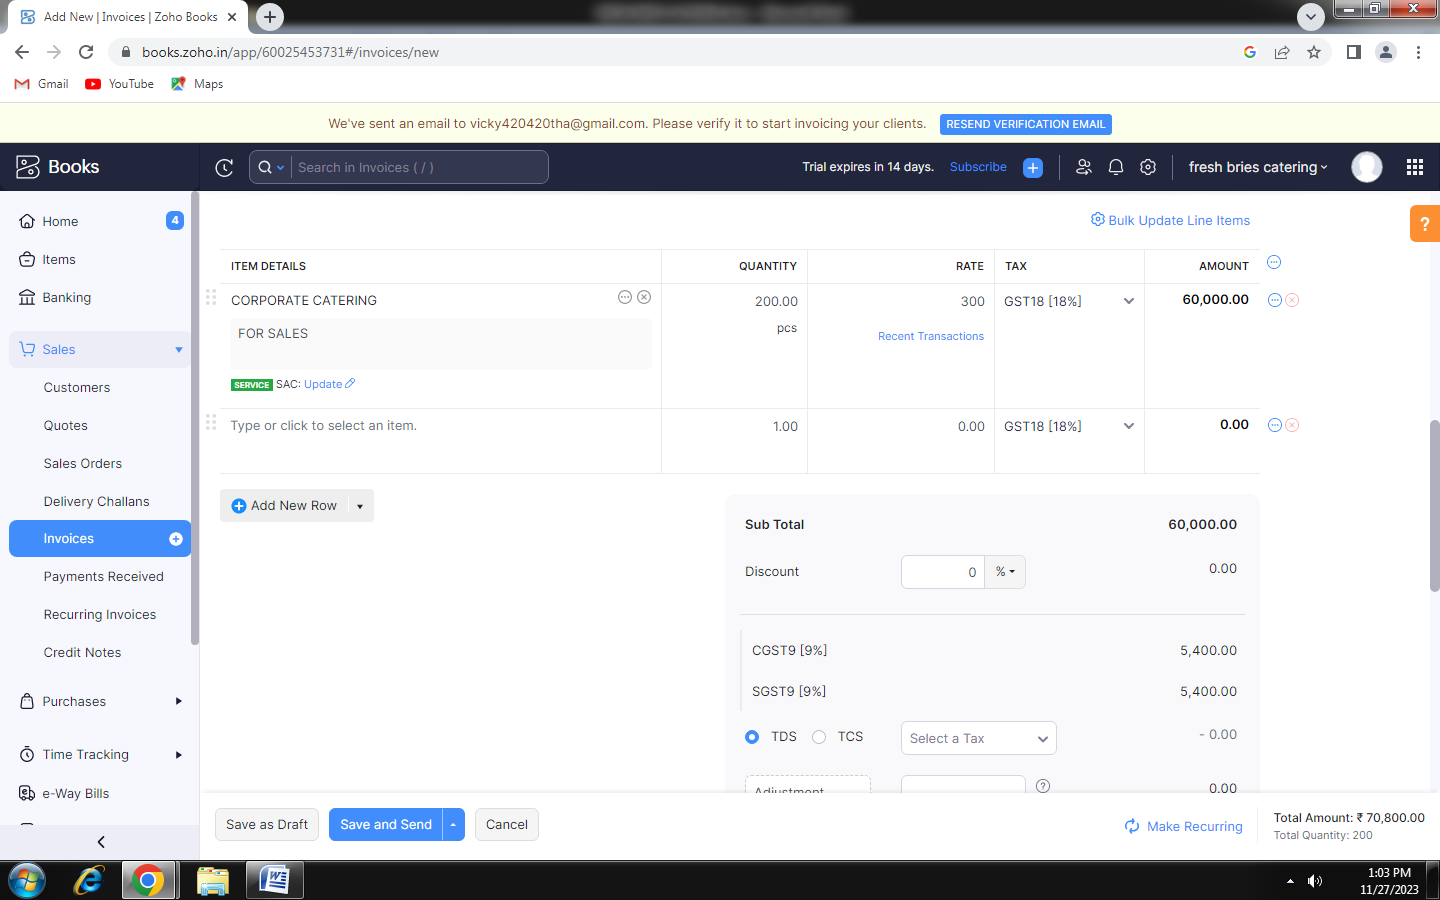 Add New | Invoices | Zoho Books
books.zoho.in/app/60025453731#/invoices/new
Gmail
YouTube
Maps
We've sent an email to vicky420420tha@gmail.com. Please verify it to start invoicing your clients.
RESEND VERIFICATION EMAIL
Books
Search in Invoices ( / )
Trial expires in 14 days.
Subscribe
fresh bries catering
Home
4
Items
Banking
Sales
Customers
Quotes
Sales Orders
Delivery Challans
Invoices
Payments Received
Recurring Invoices
Credit Notes
Purchases
Time Tracking
e-Way Bills
Bulk Update Line Items
?
ITEM DETAILS QUANTITY RATE TAX AMOUNT
CORPORATE CATERING 200.00 300 GST18 [18%] 60,000.00
pcs
FOR SALES
Recent Transactions
SERVICE SAC: Update
Type or click to select an item. 1.00 0.00 GST18 [18%] 0.00
Add New Row
Sub Total 60,000.00
Discount 0 % 0.00
CGST9 [9%] 5,400.00
SGST9 [9%] 5,400.00
TDS TCS Select a Tax - 0.00
Adjustment ? 0.00
Save as Draft
Save and Send
Cancel
Make Recurring
Total Amount: ₹ 70,800.00
Total Quantity: 200
1:03 PM
11/27/2023